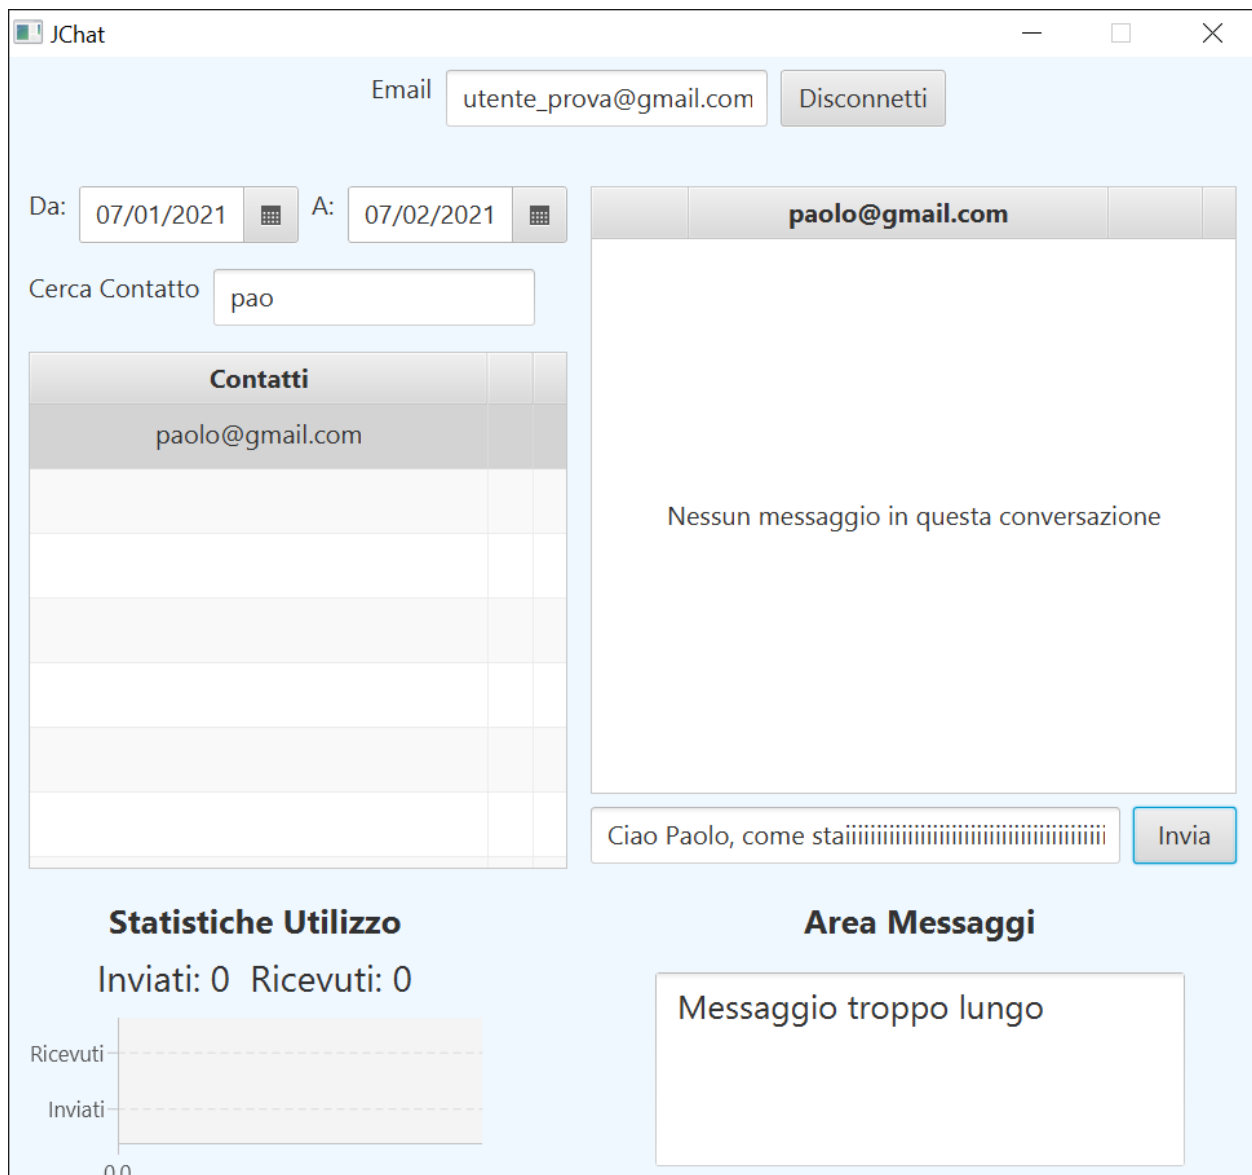 JChat
Email utente_prova@gmail.com Disconnetti
Da: 07/01/2021 A: 07/02/2021
Cerca Contatto pao
Contatti
paolo@gmail.com
paolo@gmail.com
Nessun messaggio in questa conversazione
Ciao Paolo, come staiiiiiiiiiiiiiiiiiiiiiiiiiiiiiiiiiiiiiiiiii
Invia
Statistiche Utilizzo
Inviati: 0 Ricevuti: 0
Ricevuti
Inviati
0.0
Area Messaggi
Messaggio troppo lungo